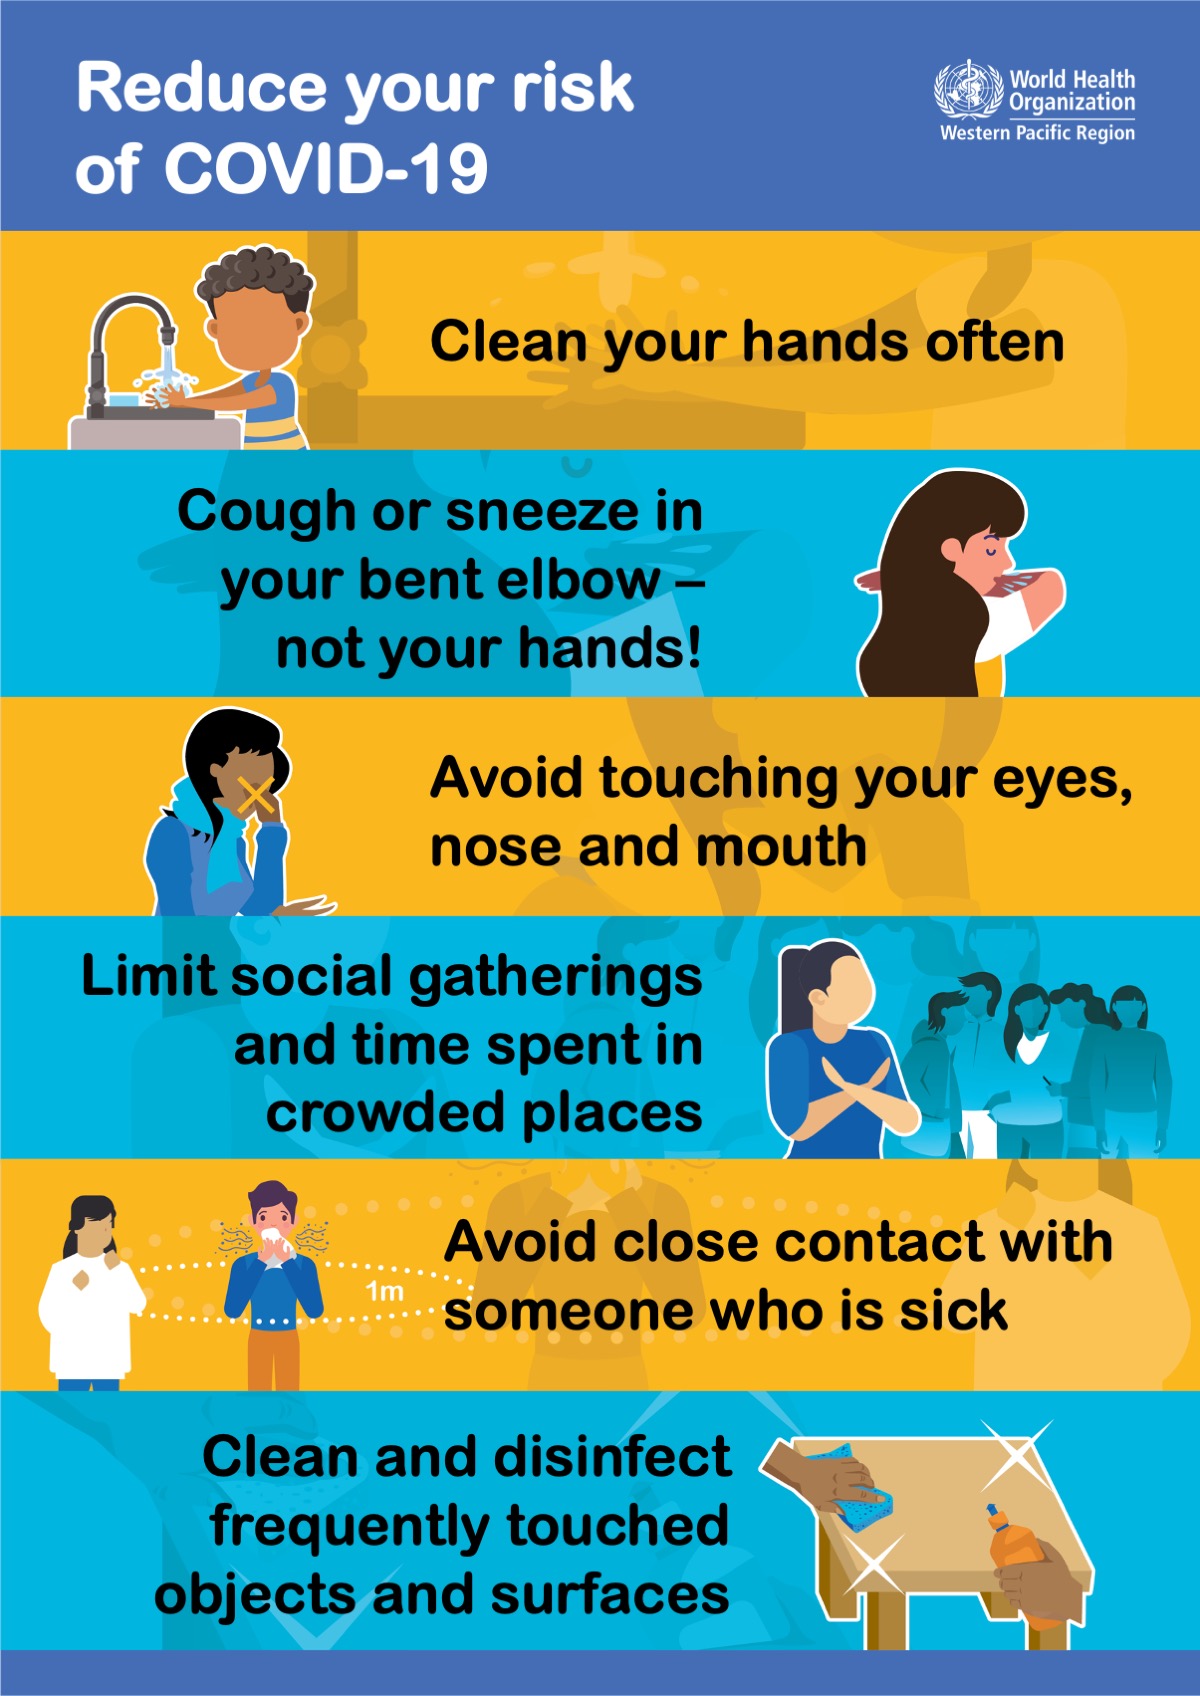 Reduce your risk
of COVID-19
World Health
Organization
Western Pacific Region
Clean your hands often
Cough or sneeze in
your bent elbow –
not your hands!
Avoid touching your eyes,
nose and mouth
Limit social gatherings
and time spent in
crowded places
1m
Avoid close contact with
someone who is sick
Clean and disinfect
frequently touched
objects and surfaces